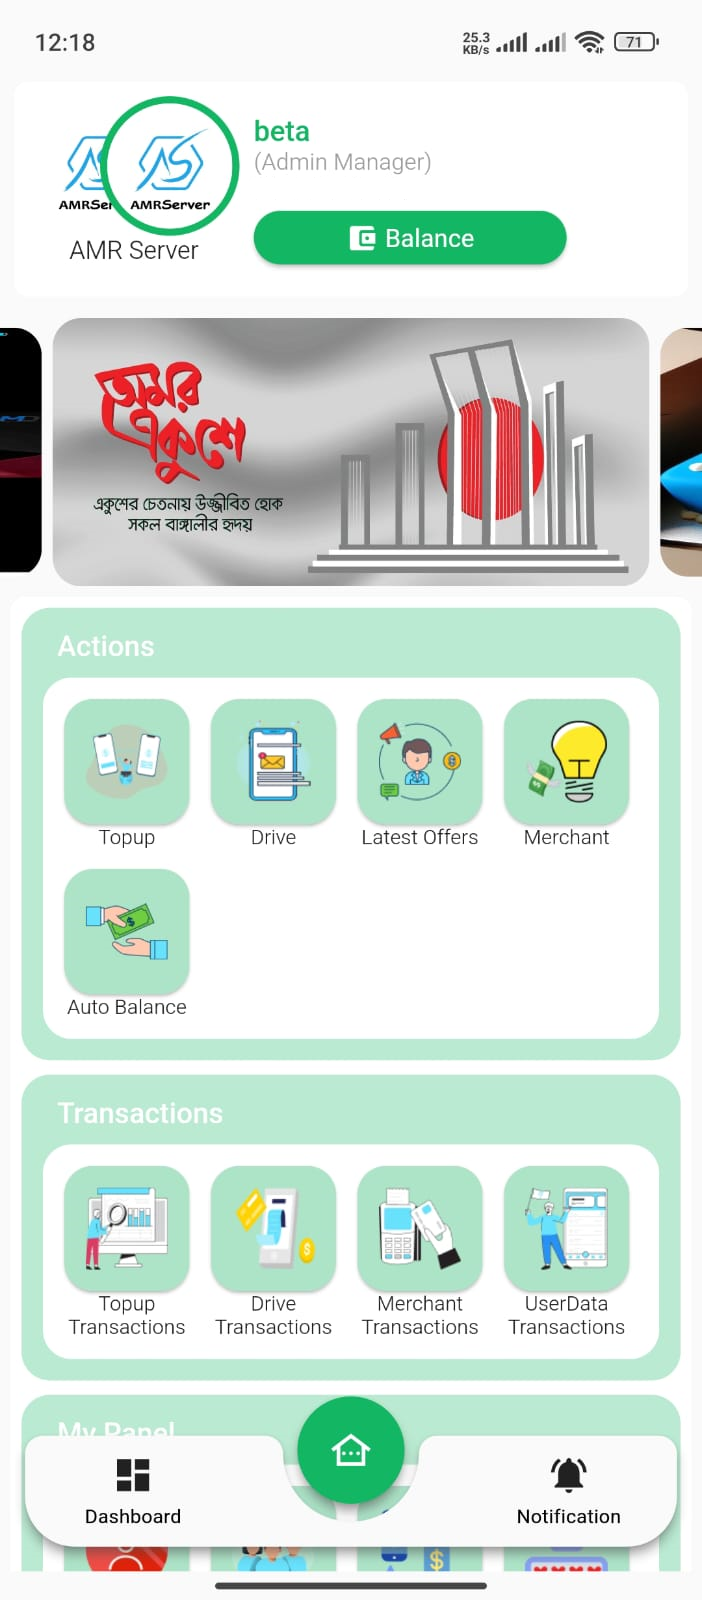 12:18
25.3
KB/s
71
AMRSer
AMRServer
AMR Server
beta
(Admin Manager)
Balance
অমর
একুশে
একুশের চেতনায় উজ্জীবিত হোক
সকল বাঙ্গালীর হৃদয়
Actions
Topup
Drive
Latest Offers
Merchant
Auto Balance
Transactions
Topup
Transactions
Drive
Transactions
Merchant
Transactions
UserData
Transactions
My Panel
Dashboard
Notification